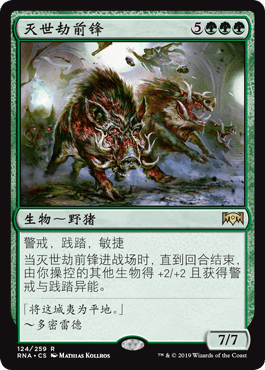 灭世劫前锋 5
生物～野猪
警戒，践踏，敏捷
当灭世劫前锋进战场时，直到回合结束，
由你操控的其他生物得 +2/+2 且获得警
戒与践踏异能。
「将这城夷为平地。」
～多密雷德
7/7
124/259 R
RNA • CS MATHIAS KOLLROS
™ & © 2019 Wizards of the Coast